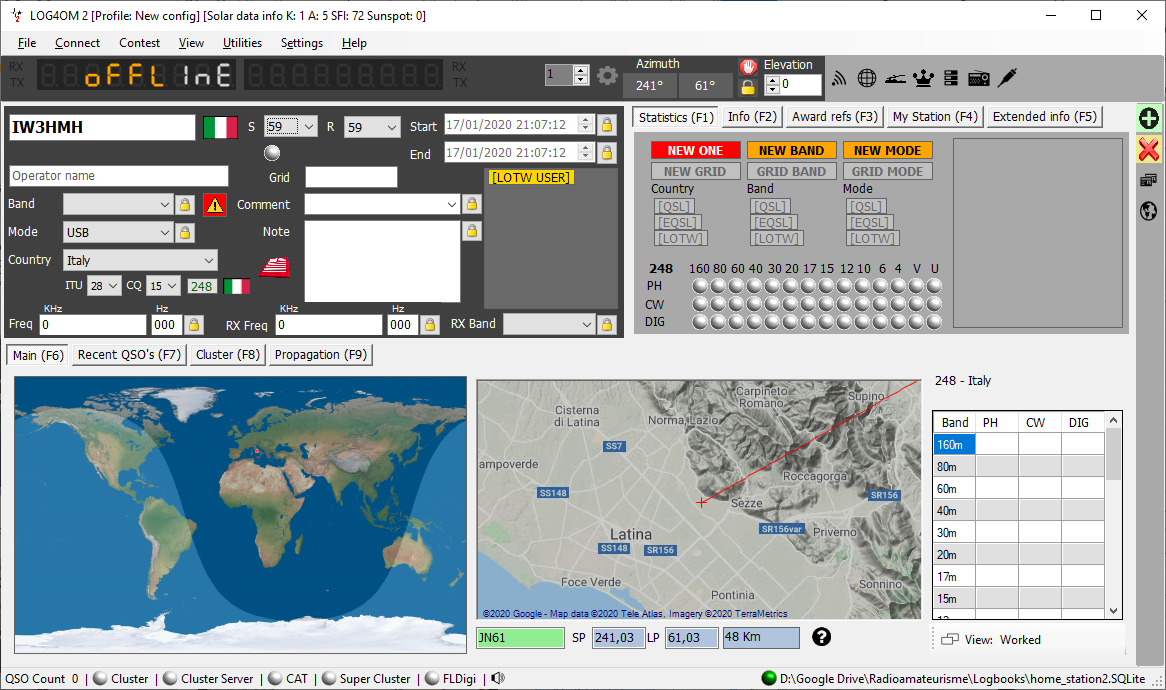 LOG4OM 2 [Profile: New config] [Solar data info K: 1 A: 5 SFI: 72 Sunspot: 0]
File Connect Contest View Utilities Settings Help
RX
TX
oFFLInE
RX
TX
1
Azimuth
241° 61°
Elevation
0
IW3HMH
S 59 R 59
Start 17/01/2020 21:07:12
End 17/01/2020 21:07:12
Operator name
Grid
[LOTW USER]
Band
Comment
Mode USB
Note
Country Italy
ITU 28 CQ 15 248
KHz Hz KHz Hz
Freq 0 000 RX Freq 0 000 RX Band
Statistics (F1) Info (F2) Award refs (F3) My Station (F4) Extended info (F5)
NEW ONE NEW BAND NEW MODE
NEW GRID GRID BAND GRID MODE
Country Band Mode
[QSL] [QSL] [QSL]
[EQSL] [EQSL] [EQSL]
[LOTW] [LOTW] [LOTW]
248 160 80 60 40 30 20 17 15 12 10 6 4 V U
PH
CW
DIG
Main (F6) Recent QSO's (F7) Cluster (F8) Propagation (F9)
Carpineto
Romano
Supino
Cisterna
di Latina
Norma, Lazio
SS7
ampoverde
Roccagorga
SS148
SR156
Sezze
SR156var
Priverno
Latina
SS148
SR156
Foce Verde
Sonnino
Pontinia
©2020 Google - Map data ©2020 Tele Atlas, Imagery ©2020 TerraMetrics
JN61 SP 241,03 LP 61,03 48 Km
248 - Italy
Band PH CW DIG
160m
80m
60m
40m
30m
20m
17m
15m
View: Worked
QSO Count 0 | Cluster | Cluster Server | CAT | Super Cluster | FLDigi |
D:\Google Drive\Radioamateurisme\Logbooks\home_station2.SQLite